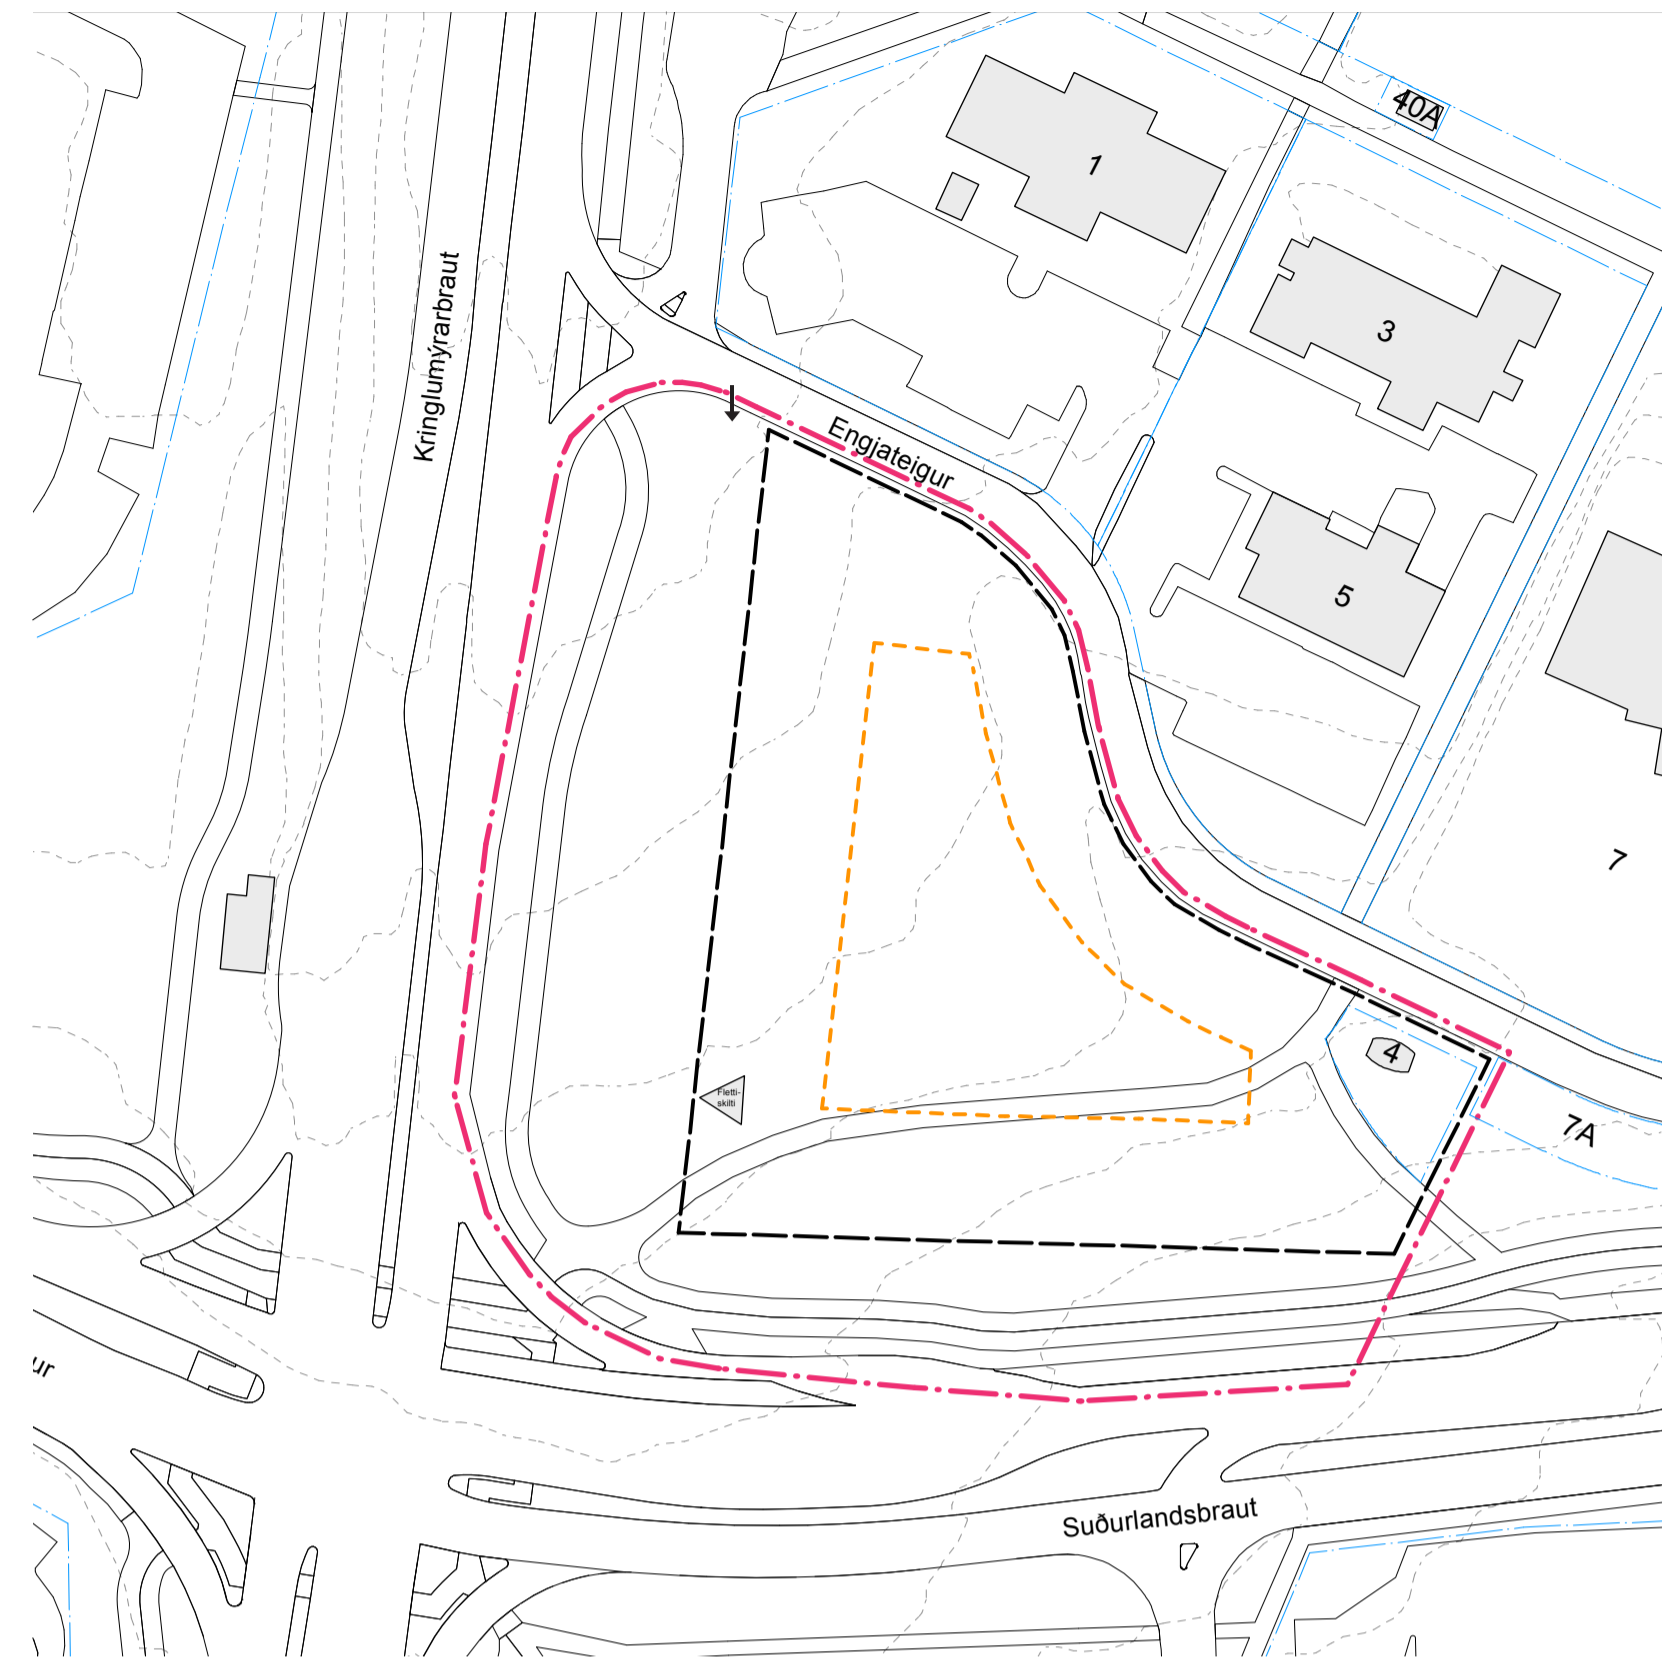 40A
1
3
Kringlumýrarbraut
Engjateigur
5
7
4
Fletti-
skilti
7A
ur
Suðurlandsbraut